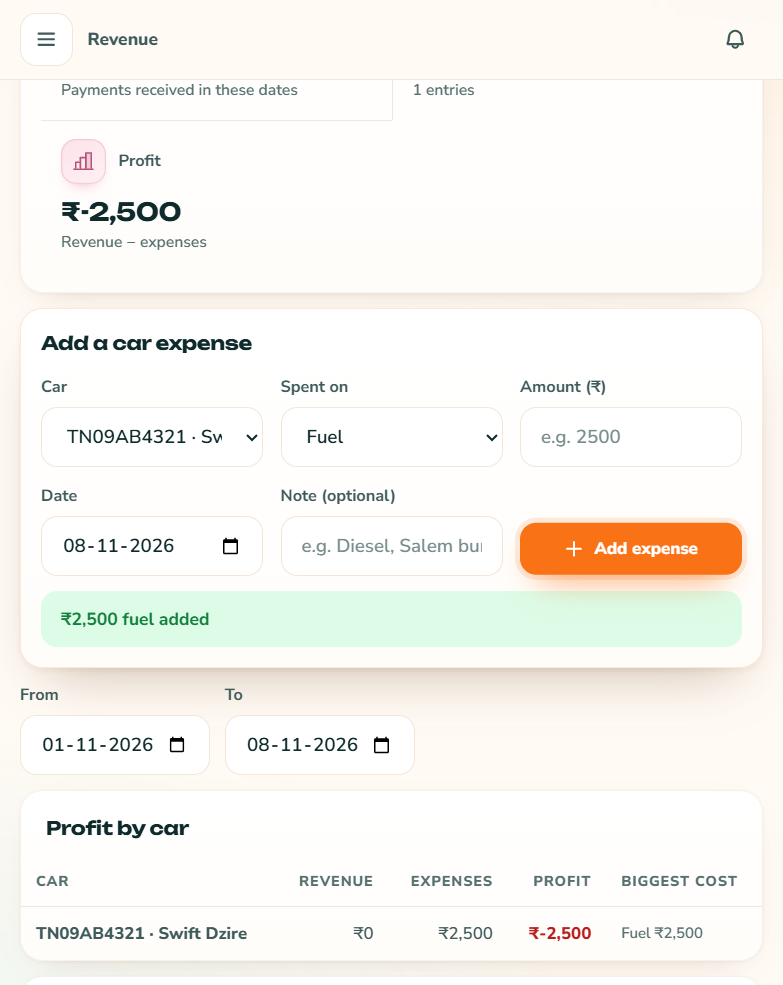 Revenue
Payments received in these dates
1 entries
Profit
₹-2,500
Revenue − expenses
Add a car expense
Car
Spent on
Amount (₹)
TN09AB4321 · Sw
Fuel
e.g. 2500
Date
Note (optional)
08-11-2026
e.g. Diesel, Salem bu
Add expense
₹2,500 fuel added
From
To
01-11-2026
08-11-2026
Profit by car
CAR
REVENUE
EXPENSES
PROFIT
BIGGEST COST
TN09AB4321 · Swift Dzire
₹0
₹2,500
₹-2,500
Fuel ₹2,500